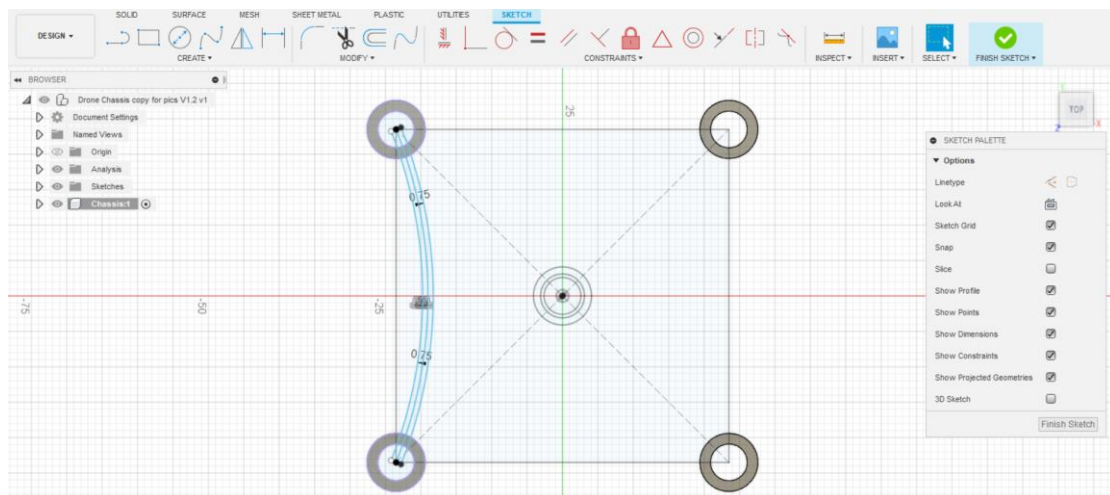 SOLID SURFACE MESH SHEET METAL PLASTIC UTILITIES SKETCH
DESIGN
CREATE MODIFY CONSTRAINTS INSPECT INSERT SELECT FINISH SKETCH
BROWSER
Drone Chassis copy for pics V1.2 v1
Document Settings
Named Views
Origin
Analysis
Sketches
Chassis:1
25
TOP
X
Z
SKETCH PALETTE
Options
Linetype
Look At
Sketch Grid
Snap
Slice
Show Profile
Show Points
Show Dimensions
Show Constraints
Show Projected Geometries
3D Sketch
Finish Sketch
0.75
-75
-50
-25
0.75